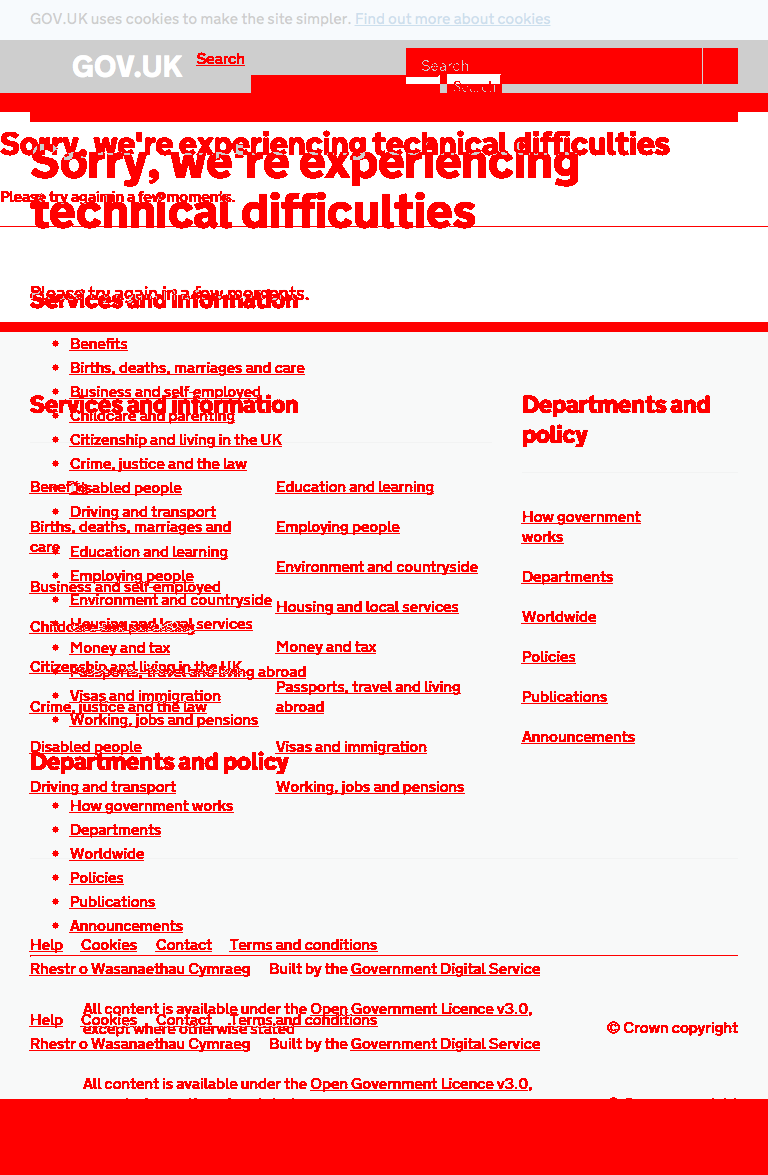 GOV.UK uses cookies to make the site simpler. Find out more about cookies
GOV.UK
Search
Search
Search
Sorry, we're experiencing technical difficulties
Sorry, we're experiencing
technical difficulties
Please try again in a few moments.
Please try again in a few moments.
Services and information
Benefits
Births, deaths, marriages and care
Business and self-employed
Childcare and parenting
Citizenship and living in the UK
Crime, justice and the law
Disabled people
Driving and transport
Education and learning
Employing people
Environment and countryside
Housing and local services
Money and tax
Passports, travel and living abroad
Visas and immigration
Working, jobs and pensions
Departments and policy
How government works
Departments
Worldwide
Policies
Publications
Announcements
Help Cookies Contact Terms and conditions
Rhestr o Wasanaethau Cymraeg Built by the Government Digital Service
All content is available under the Open Government Licence v3.0,
except where otherwise stated
Services and information
Benefits
Births, deaths, marriages and
care
Business and self-employed
Childcare and parenting
Citizenship and living in the UK
Crime, justice and the law
Disabled people
Driving and transport
Education and learning
Employing people
Environment and countryside
Housing and local services
Money and tax
Passports, travel and living
abroad
Visas and immigration
Working, jobs and pensions
Departments and
policy
How government
works
Departments
Worldwide
Policies
Publications
Announcements
Help Cookies Contact Terms and conditions
Rhestr o Wasanaethau Cymraeg Built by the Government Digital Service
All content is available under the Open Government Licence v3.0,
© Crown copyright